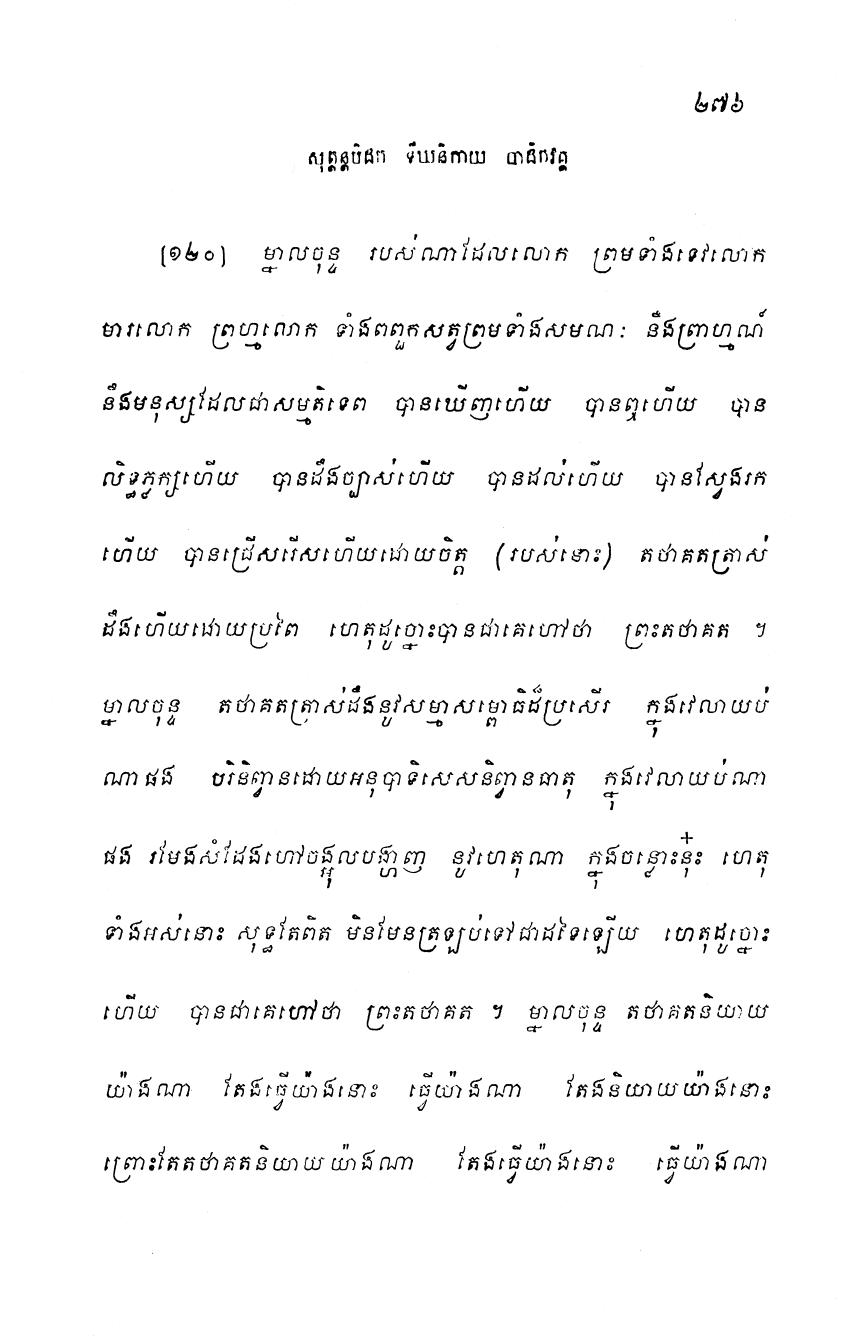 ២៧៦
សុត្តន្តបិដក ទីឃនិកាយ បាដិកវគ្គ
[១២០] ម្នាលចុន្ទ របស់ណាដែលលោក ព្រមទាំងទេវលោក
មារលោក ព្រហ្មលោក ទាំងពពួកសត្វព្រមទាំងសមណៈ នឹងព្រាហ្មណ៍
នឹងមនុស្សដែលជាសម្មតិទេព បានឃើញហើយ បានឮហើយ បាន
លិទ្ធភ្លក្សហើយ បានដឹងច្បាស់ហើយ បានដល់ហើយ បានស្វែងរក
ហើយ បានជ្រើសរើសហើយដោយចិត្ត (របស់នោះ) តថាគតត្រាស់
ដឹងហើយដោយប្រពៃ ហេតុដូច្នោះបានជាគេហៅថា ព្រះតថាគត ។
ម្នាលចុន្ទ តថាគតត្រាស់ដឹងនូវសម្មាសម្ពោធិដ៏ប្រសើរ ក្នុងវេលាយប់
ណាផង បរិនិព្វានដោយអនុបាទិសេសនិព្វានធាតុ ក្នុងវេលាយប់ណា
ផង រមែងសំដែងហៅចង្អុលបង្ហាញ នូវហេតុណា ក្នុងចន្លោះនុ៎ះ ហេតុ
ទាំងអស់នោះ សុទ្ធតែពិត មិនមែនត្រឡប់ទៅជាដទៃឡើយ ហេតុដូច្នោះ
ហើយ បានជាគេហៅថា ព្រះតថាគត ។ ម្នាលចុន្ទ តថាគតនិយាយ
យ៉ាងណា តែងធ្វើយ៉ាងនោះ ធ្វើយ៉ាងណា តែងនិយាយយ៉ាងនោះ
ព្រោះតែតថាគតនិយាយយ៉ាងណា តែងធ្វើយ៉ាងនោះ ធ្វើយ៉ាងណា